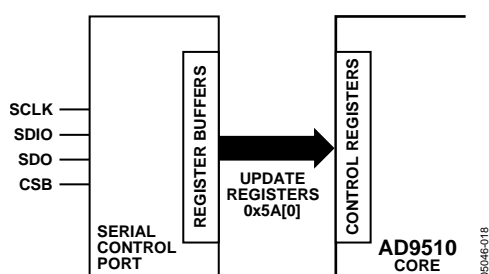 SCLK
SDIO
SDO
CSB
REGISTER BUFFERS
SERIAL
CONTROL
PORT
UPDATE
REGISTERS
0x5A[0]
CONTROL REGISTERS
AD9510
CORE
05046-018